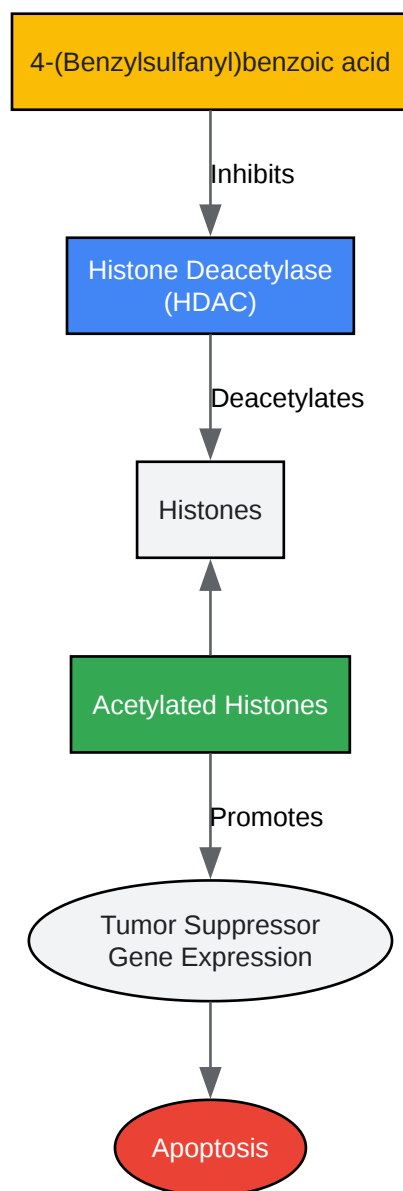 4-(Benzylsulfanyl)benzoic acid
Inhibits
Histone Deacetylase
(HDAC)
Deacetylates
Histones
Acetylated Histones
Promotes
Tumor Suppressor
Gene Expression
Apoptosis